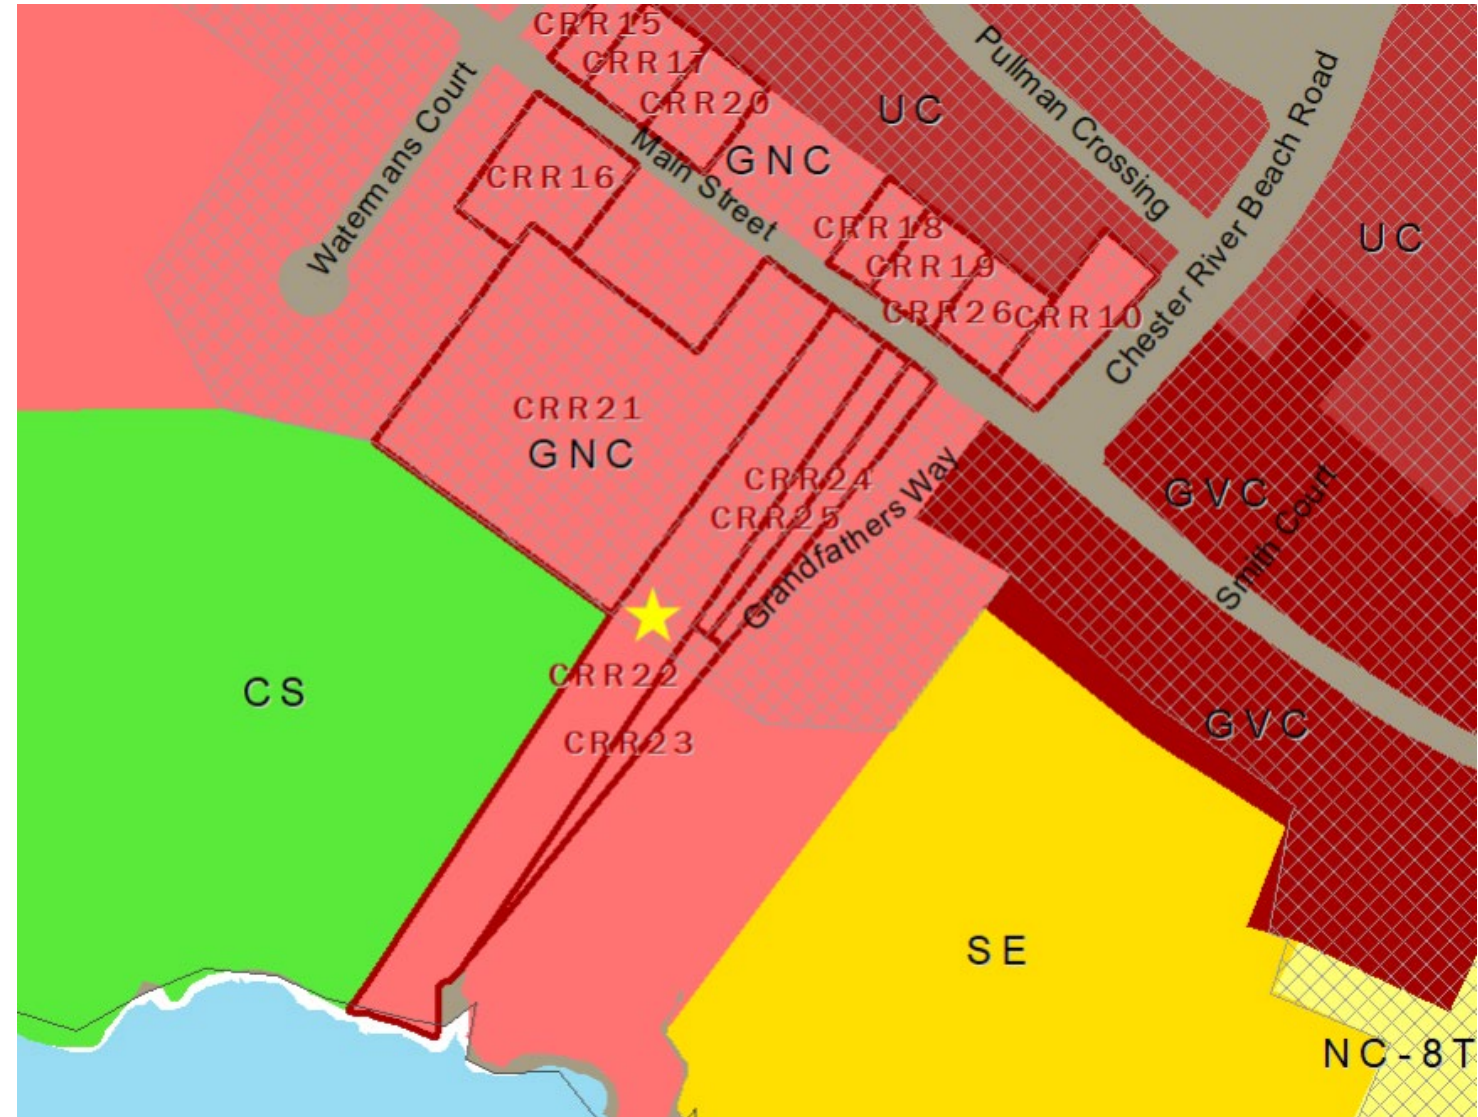 CRR15
CRR17
CRR20
Pullman Crossing
UC
Chester River Beach Road
Watermans Court
Main Street
GNC
CRR16
CRR18
UC
CRR19
CRR26
CRR10
CRR21
GNC
CRR24
GVC
CRR25
Grandfathers Way
Smith Court
CRR22
CS
GVC
CRR23
SE
NC-8T